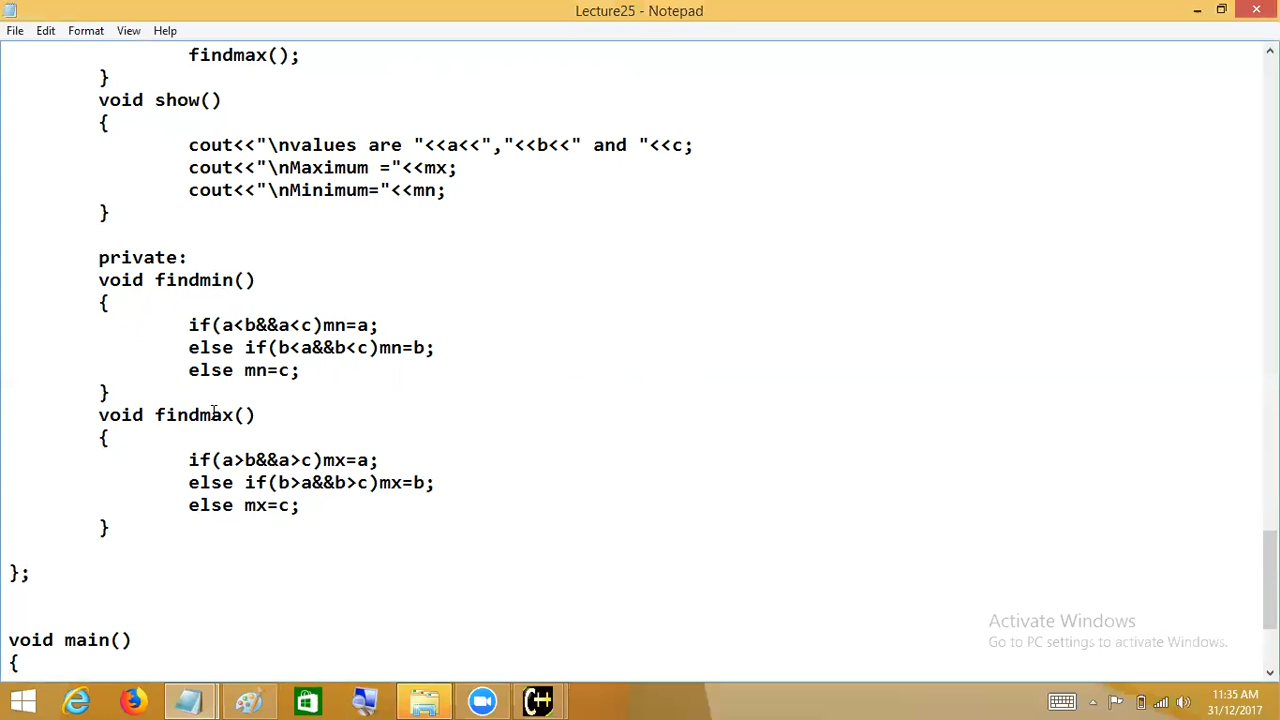 Lecture25 - Notepad
File Edit Format View Help
findmax();
}
void show()
{
cout<<"\nvalues are "<<a<<","<<b<<" and "<<c;
cout<<"\nMaximum ="<<mx;
cout<<"\nMinimum="<<mn;
}
private:
void findmin()
{
if(a<b&&a<c)mn=a;
else if(b<a&&b<c)mn=b;
else mn=c;
}
void findmax()
{
if(a>b&&a>c)mx=a;
else if(b>a&&b>c)mx=b;
else mx=c;
}
};
void main()
{
Activate Windows
Go to PC settings to activate Windows.
C++
11:35 AM
31/12/2017